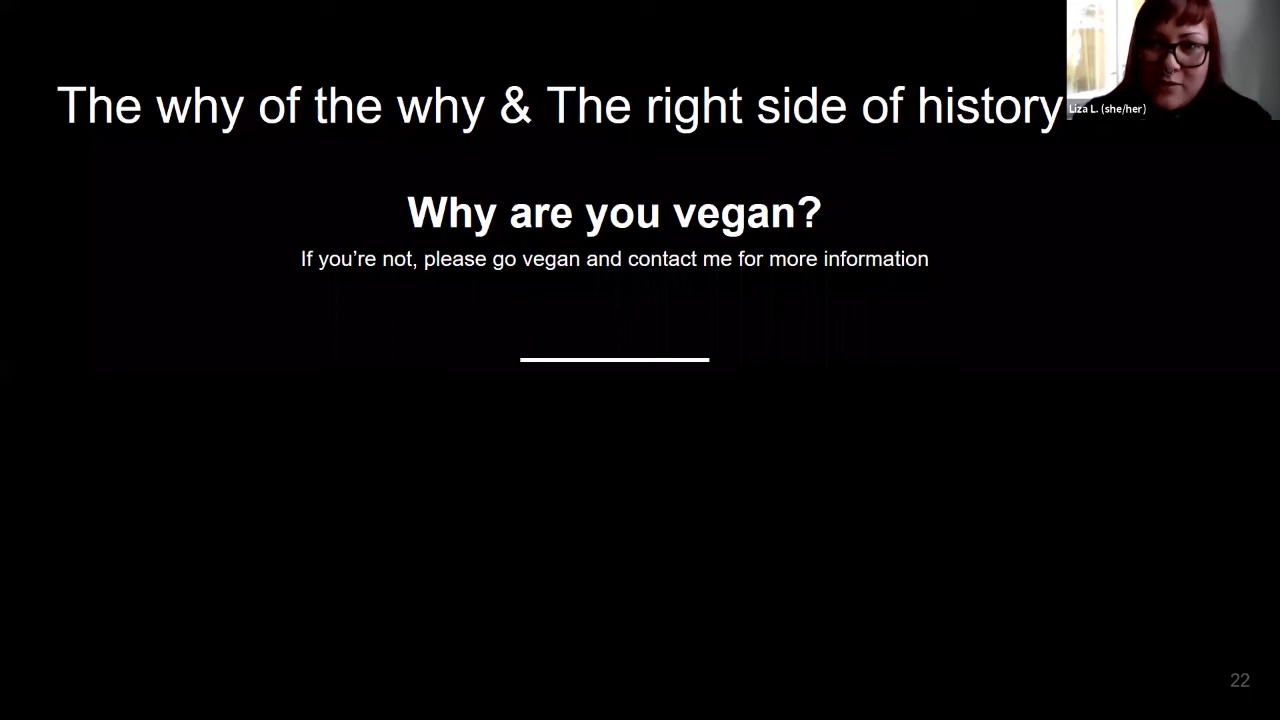 The why of the why & The right side of history
Liza L. (she/her)
Why are you vegan?
If you’re not, please go vegan and contact me for more information
22